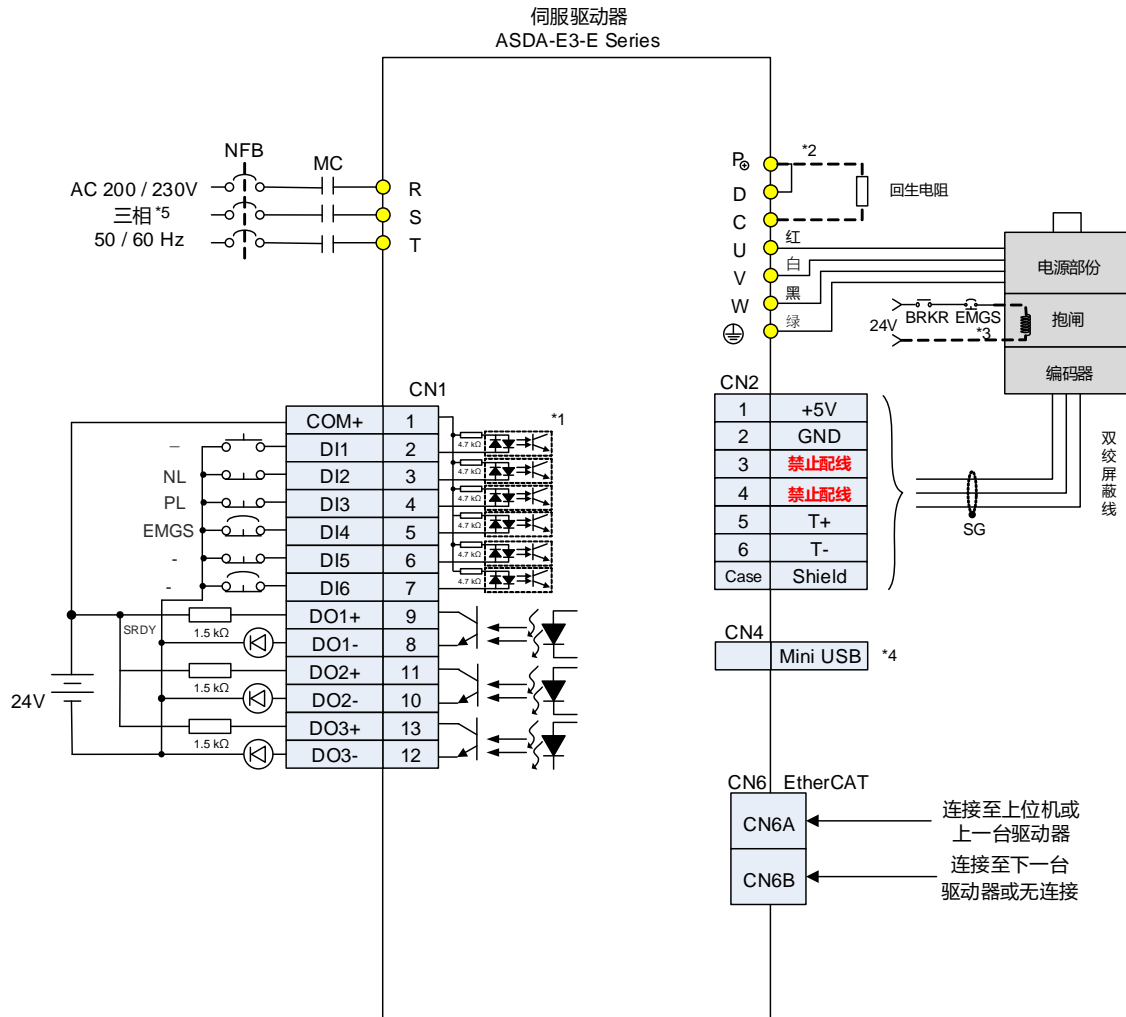 伺服驱动器
ASDA-E3-E Series
NFB
MC
AC 200 / 230V
三相 *5
50 / 60 Hz
R
S
T
P⊕
D
C
U
V
W
*2
回生电阻
红
白
黑
绿
电源部份
抱闸
编码器
24V
BRKR
EMGS
*3
CN1
COM+ 1
– DI1 2
NL DI2 3
PL DI3 4
EMGS DI4 5
- DI5 6
- DI6 7
SRDY
DO1+ 9
DO1- 8
DO2+ 11
DO2- 10
DO3+ 13
DO3- 12
1.5 kΩ
1.5 kΩ
1.5 kΩ
24V
*1
4.7 kΩ
4.7 kΩ
4.7 kΩ
4.7 kΩ
4.7 kΩ
4.7 kΩ
CN2
1 +5V
2 GND
3 禁止配线
4 禁止配线
5 T+
6 T-
Case Shield
SG
双绞屏蔽线
CN4
Mini USB
*4
CN6 EtherCAT
CN6A
连接至上位机或
上一台驱动器
CN6B
连接至下一台
驱动器或无连接